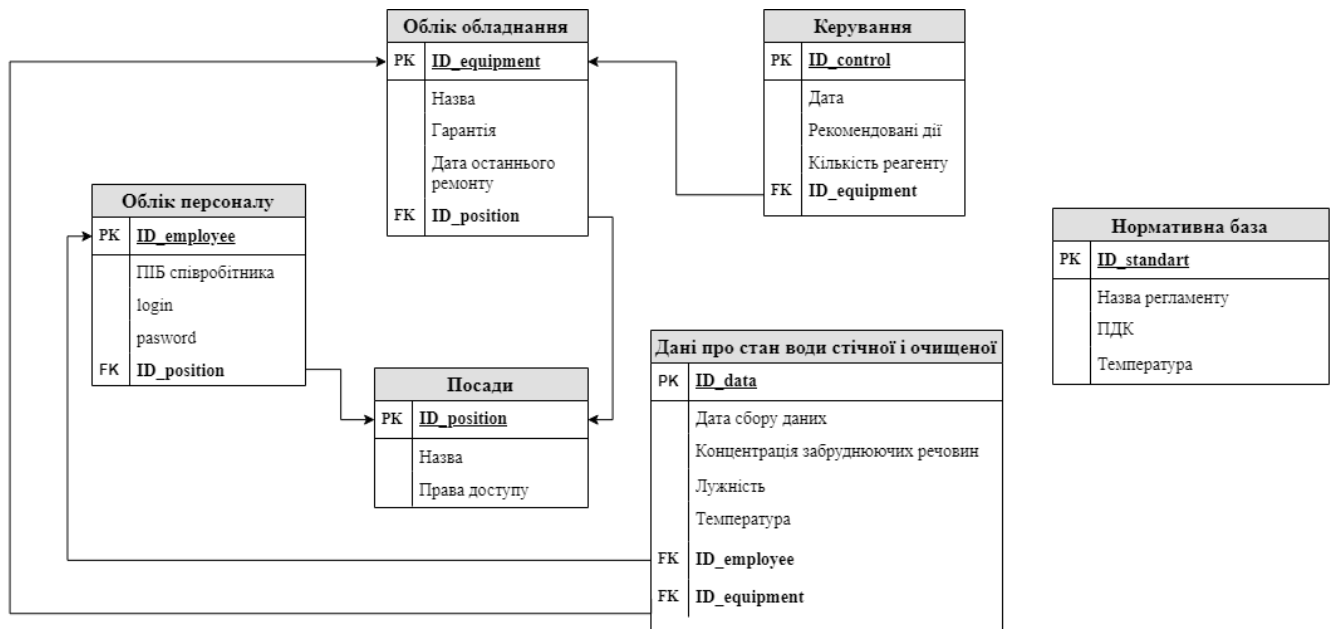 Облік обладнання
PK ID_equipment
Назва
Гарантія
Дата останнього
ремонту
FK ID_position
Керування
PK ID_control
Дата
Рекомендовані дії
Кількість реагенту
FK ID_equipment
Облік персоналу
PK ID_employee
ПІБ співробітника
login
pasword
FK ID_position
Посади
PK ID_position
Назва
Права доступу
Дані про стан води стічної і очищеної
PK ID_data
Дата сбору даних
Концентрація забруднюючих речовин
Лужність
Температура
FK ID_employee
FK ID_equipment
Нормативна база
PK ID_standart
Назва регламенту
ПДК
Температура